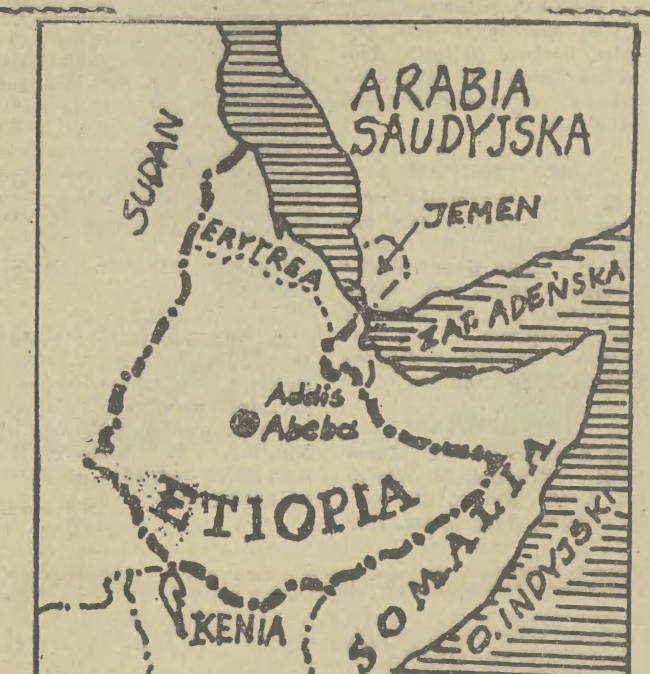 ARABIA
SAUDYJSKA
SUDAN
JEMEN
ERYTREA
ZAT. ADEŃSKA
Addis
Abeba
ETIOPIA
SOMALIA
O. INDYJSKI
KENIA